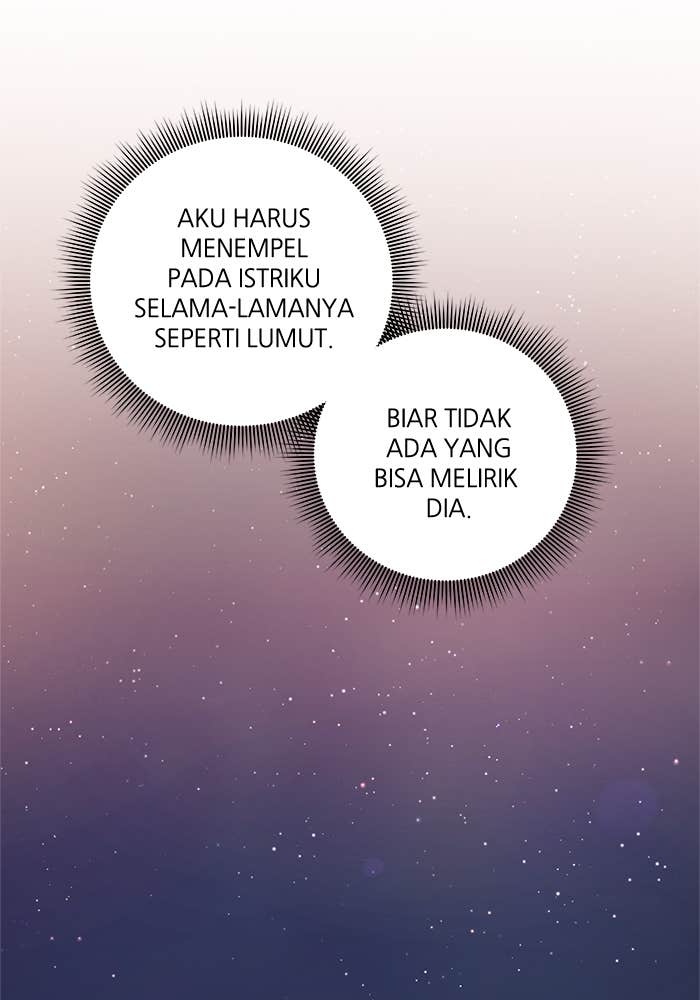 AKU HARUS
MENEMPEL
PADA ISTRIKU
SELAMA-LAMANYA
SEPERTI LUMUT.
BIAR TIDAK
ADA YANG
BISA MELIRIK
DIA.